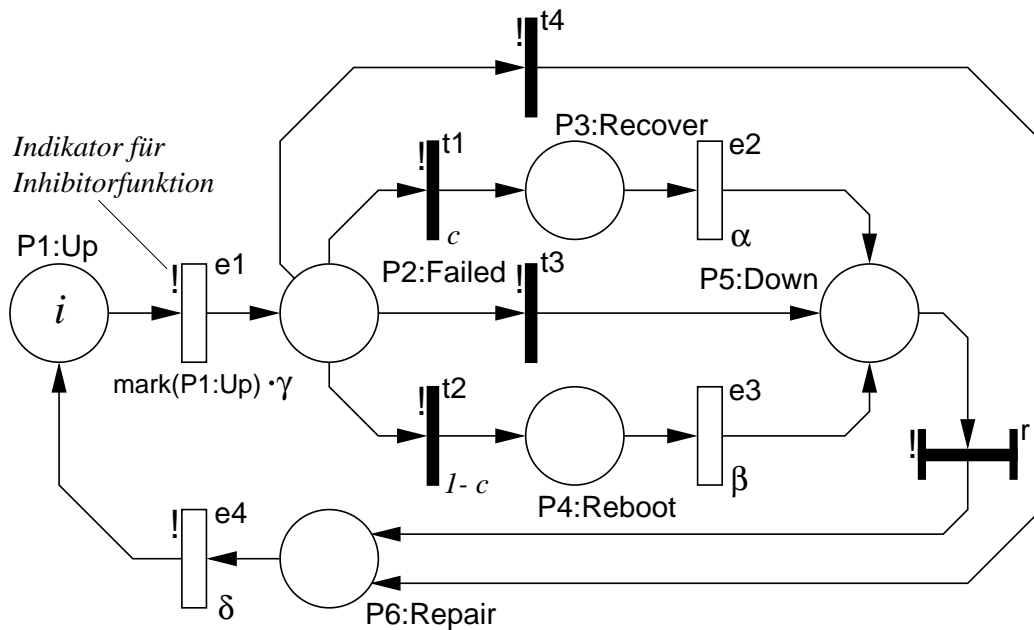 ! t4
P3:Recover
Indikator für
Inhibitorfunktion
! t1
e2
c
α
P1:Up
! e1
P2:Failed
! t3
P5:Down
i
mark(P1:Up) · γ
! t2
e3
! r
1- c
P4:Reboot
β
! e4
δ
P6:Repair